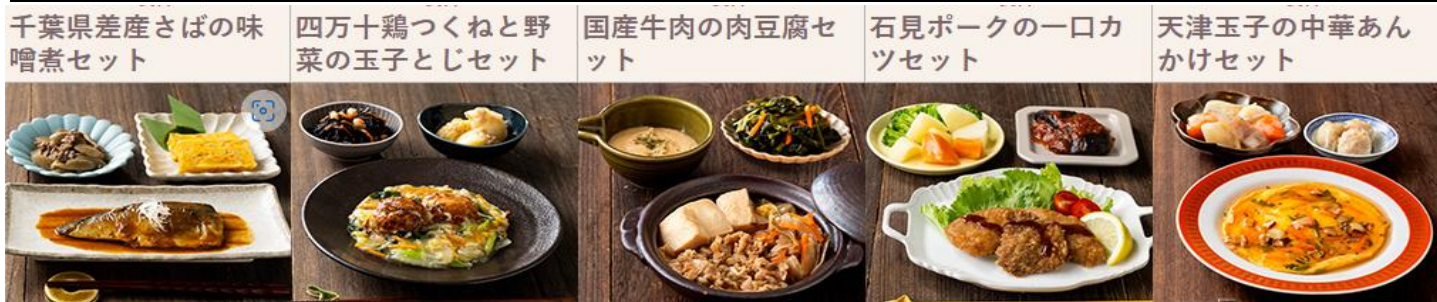 千葉県差産さばの味
噌煮セット
四万十鶏つくねと野
菜の玉子とじセット
国産牛肉の肉豆腐セ
ット
石見ポークの一口カ
ツセット
天津玉子の中華あん
かけセット